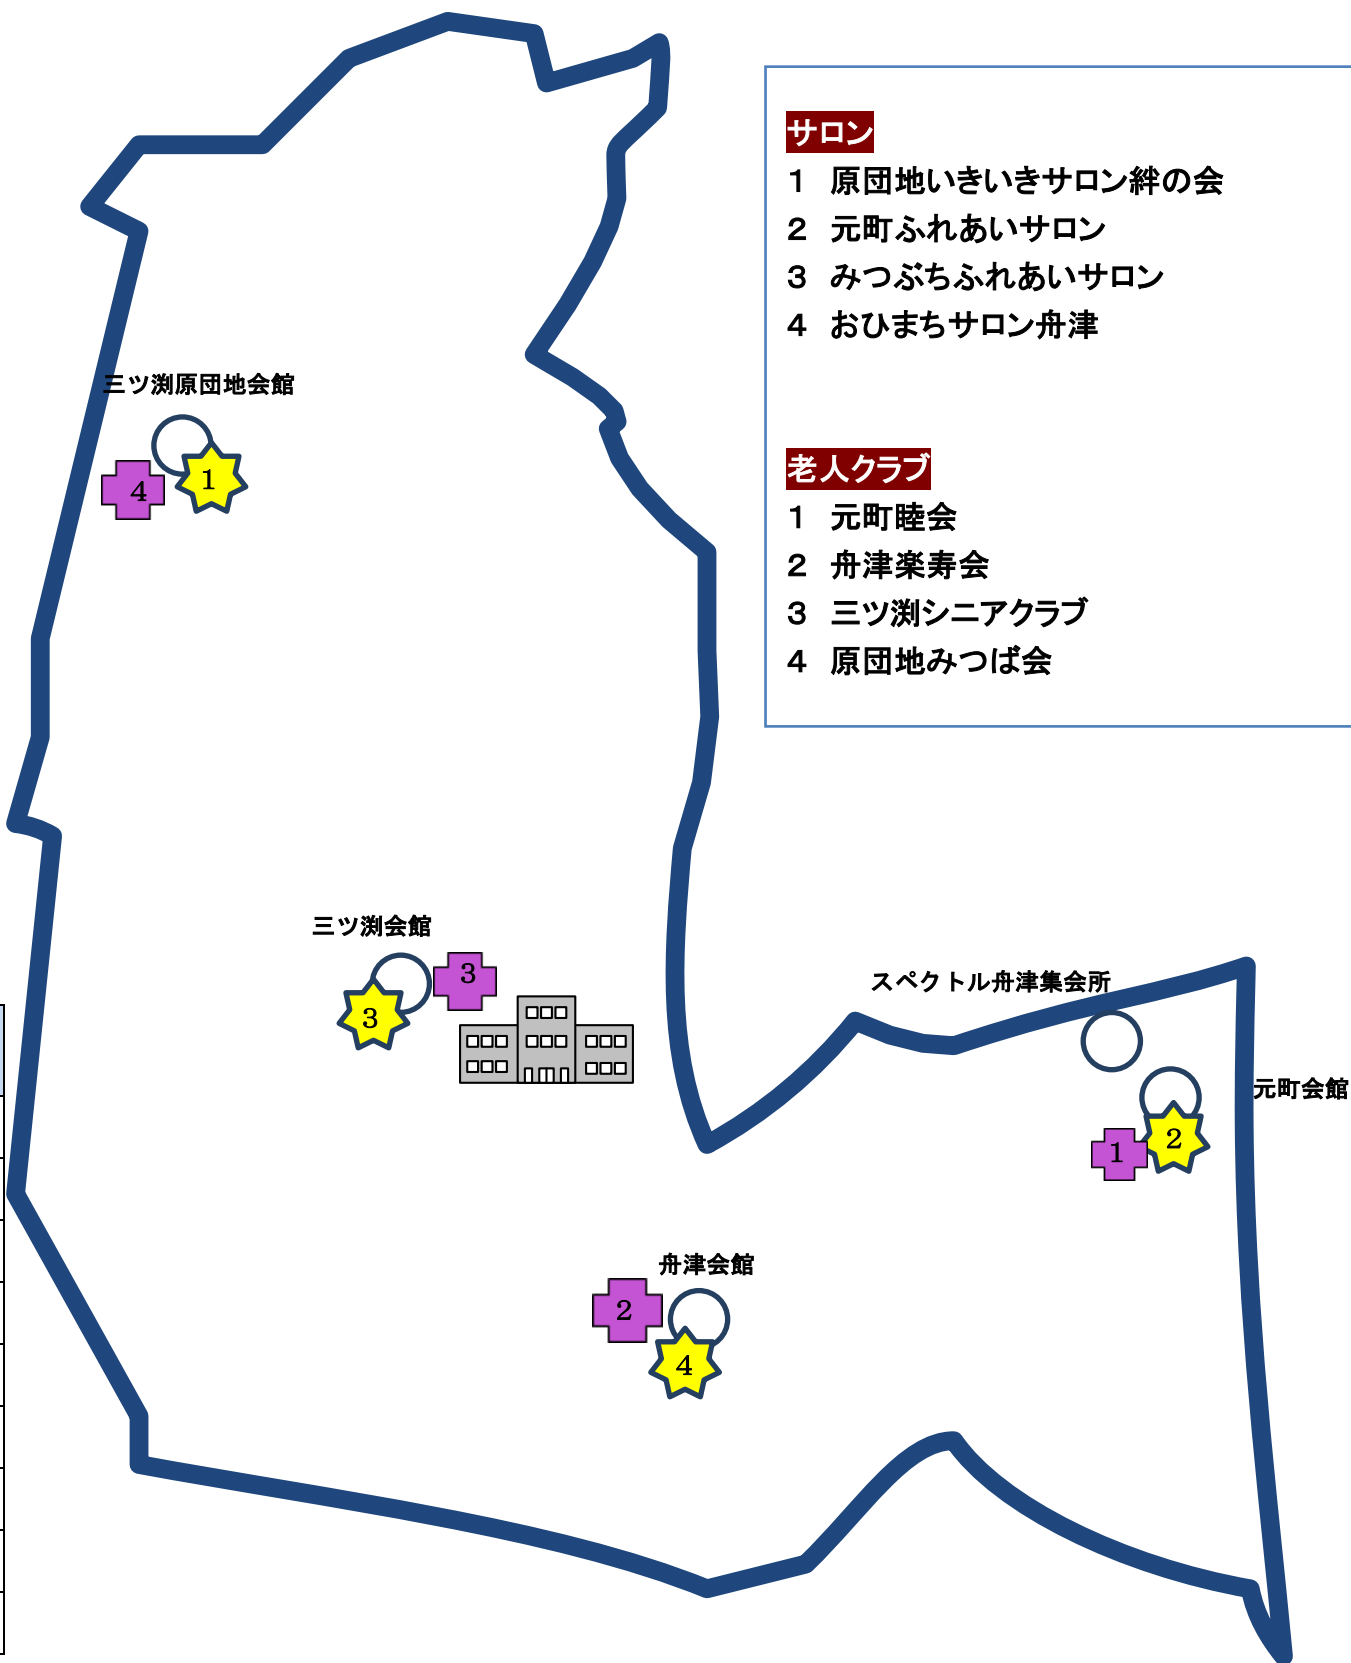 サロン
1 原団地いきいきサロン絆の会
2 元町ふれあいサロン
3 みつぶちふれあいサロン
4 おひまちサロン舟津
老人クラブ
1 元町睦会
2 舟津楽寿会
3 三ツ渕シニアクラブ
4 原団地みつば会
三ツ渕原団地会館
1
4
三ツ渕会館
3
3
スペクトル舟津集会所
元町会館
1
2
舟津会館
2
4